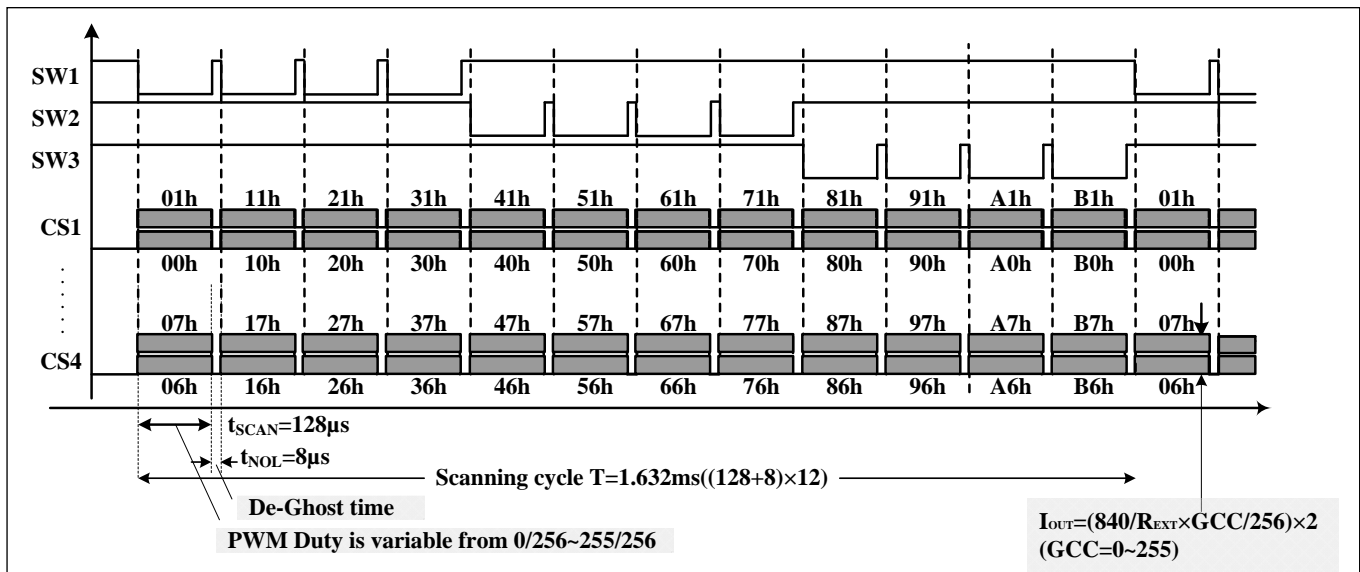 SW1
SW2
SW3
01h 11h 21h 31h 41h 51h 61h 71h 81h 91h A1h B1h 01h
CS1
00h 10h 20h 30h 40h 50h 60h 70h 80h 90h A0h B0h 00h
07h 17h 27h 37h 47h 57h 67h 77h 87h 97h A7h B7h 07h
CS4
06h 16h 26h 36h 46h 56h 66h 76h 86h 96h A6h B6h 06h
tSCAN=128µs
tNOL=8µs
Scanning cycle T=1.632ms((128+8)×12)
De-Ghost time
PWM Duty is variable from 0/256~255/256
IOUT=(840/REXT×GCC/256)×2
(GCC=0~255)